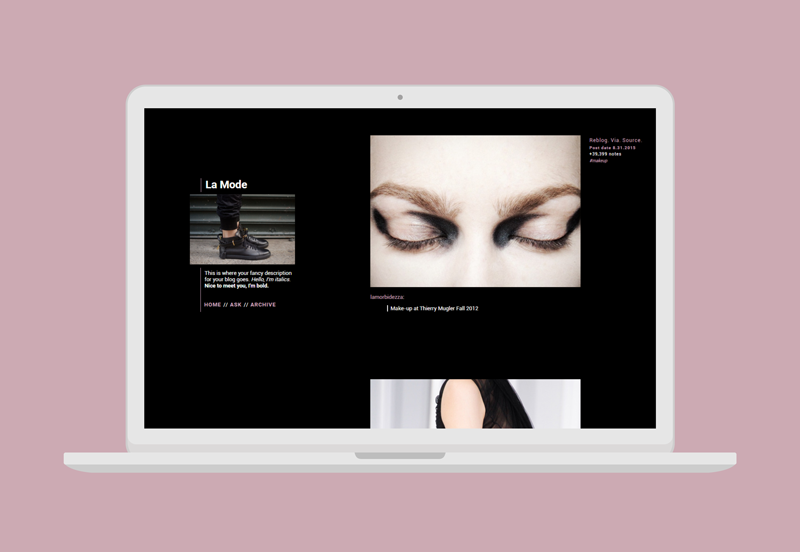 La Mode
This is where your fancy description
for your blog goes. Hello, I'm italics.
Nice to meet you, I'm bold.
HOME // ASK // ARCHIVE
lamorbidezza:
Make-up at Thierry Mugler Fall 2012
Reblog. Via. Source.
Post date 8.31.2015
+39,399 notes
#makeup